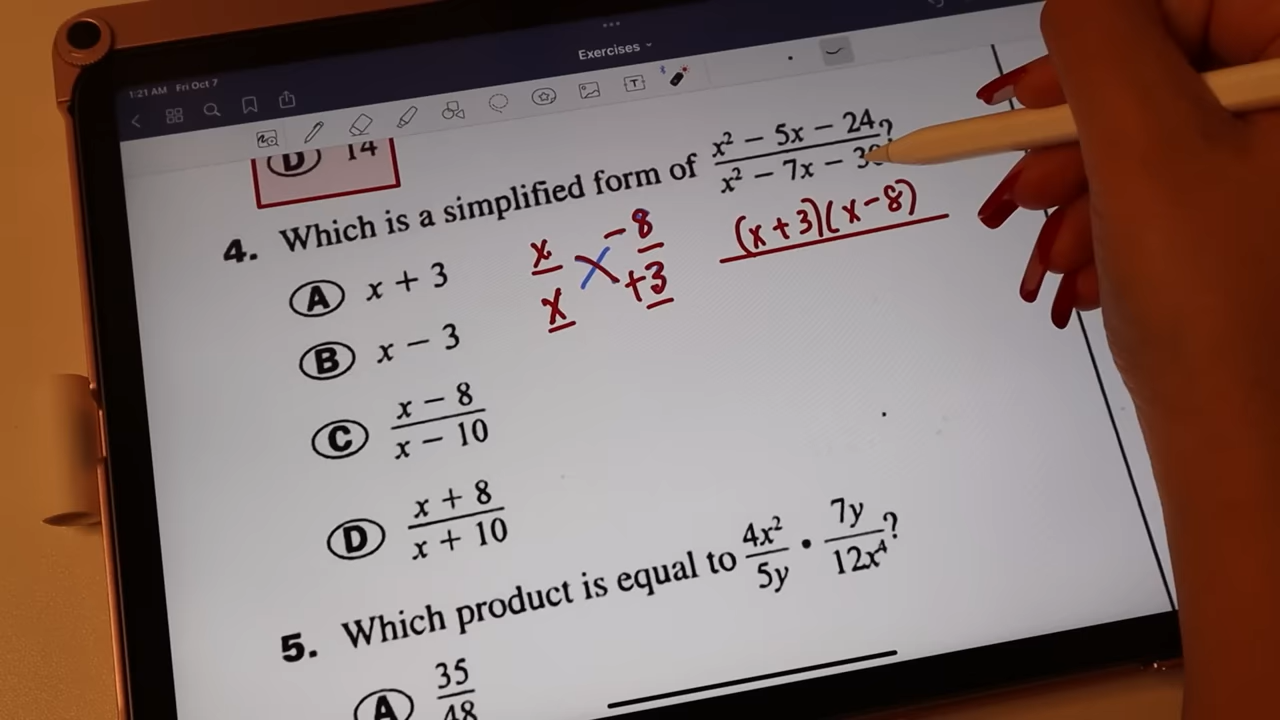 1:21 AM Fri Oct 7
Exercises
T
D 14
4. Which is a simplified form of x² − 5x − 24 / x² − 7x − 3 ?
(x+3)(x-8)
x -8
x +3
A x + 3
B x − 3
C x − 8 / x − 10
D x + 8 / x + 10
5. Which product is equal to 4x² / 5y • 7y / 12x⁴ ?
A 35 / 48